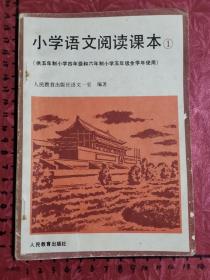 小学语文阅读课本①
（供五年制小学四年级和六年制小学五年级全学年使用）
人民教育出版社语文一室 编著
人民教育出版社